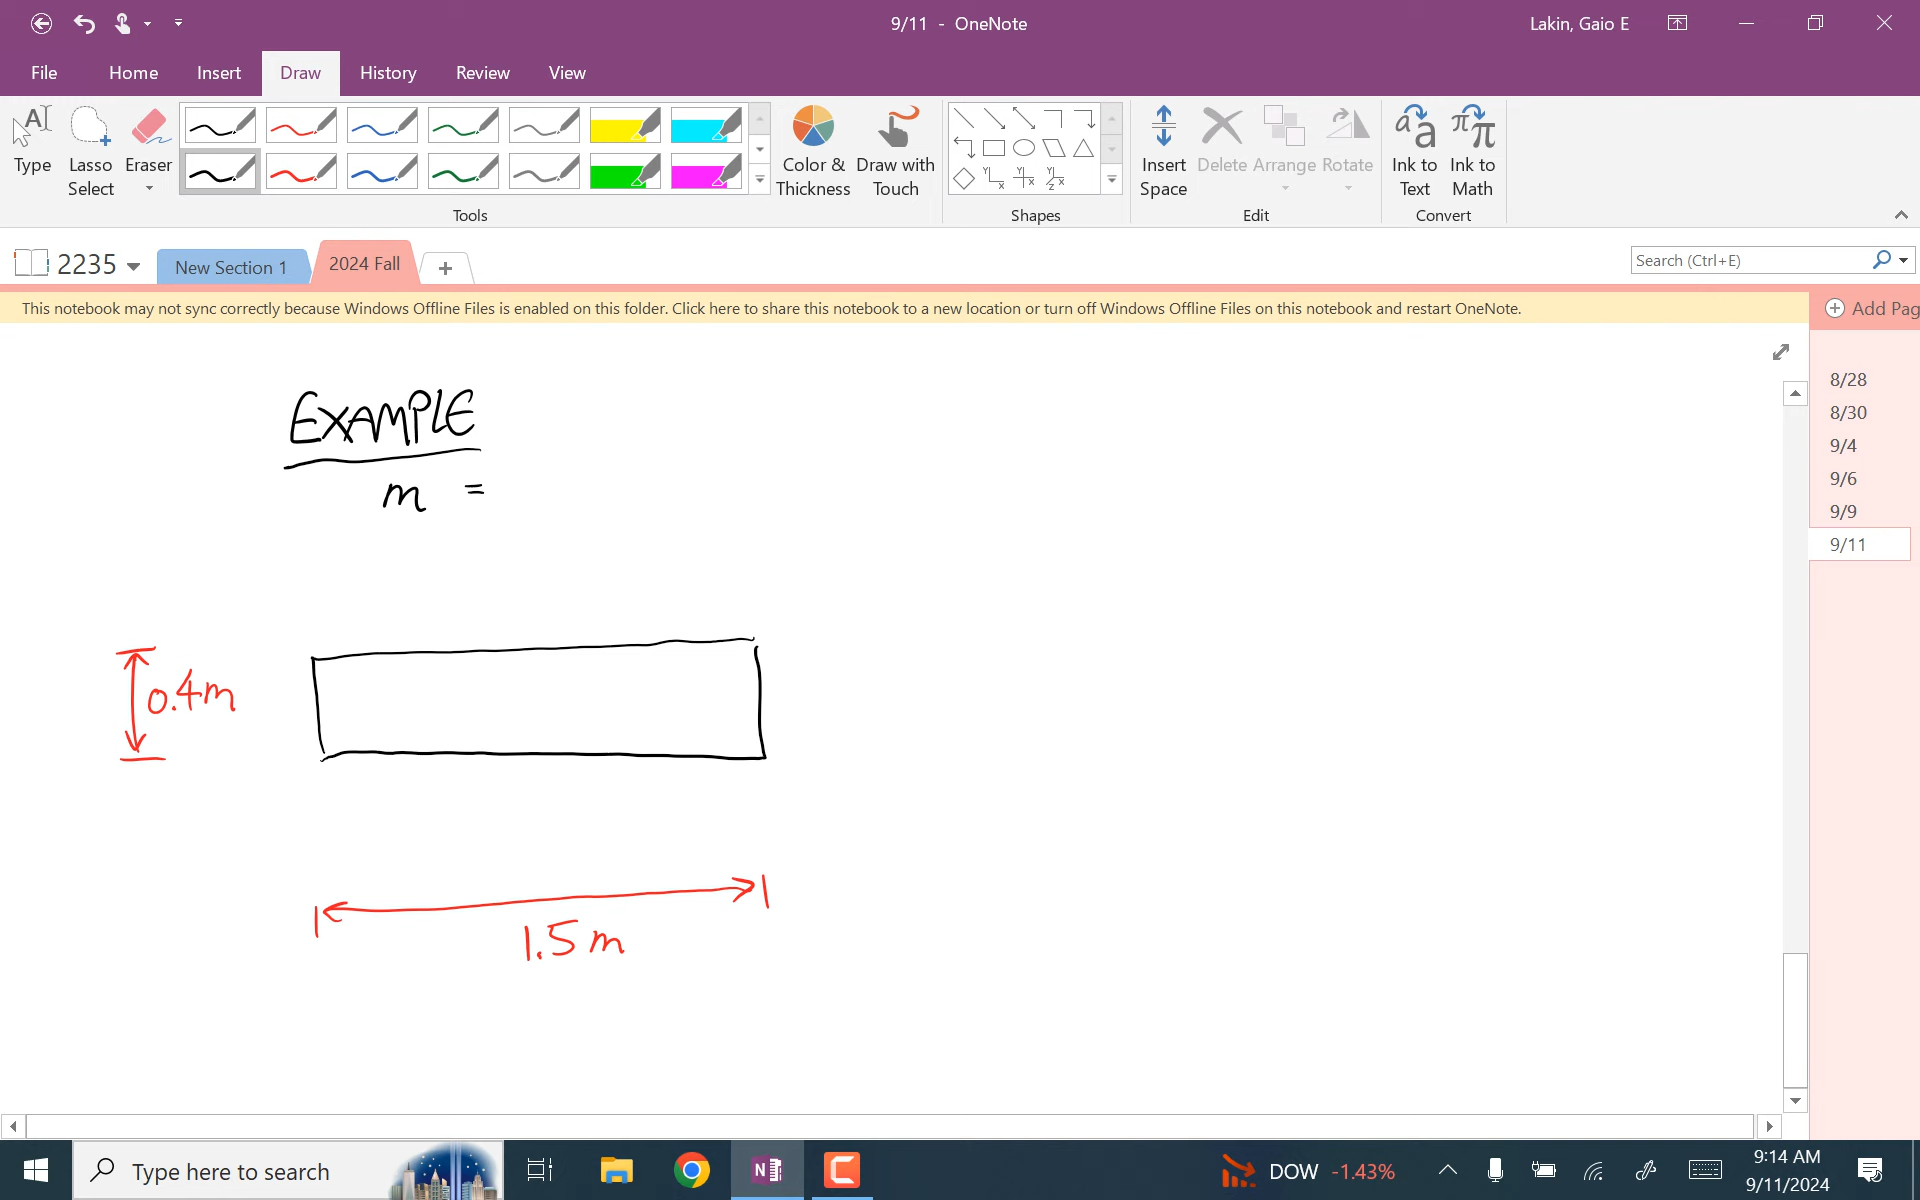 9/11 - OneNote
Lakin, Gaio E
File Home Insert Draw History Review View
Type
Lasso Select
Eraser
Color & Thickness
Draw with Touch
Insert Space
Delete
Arrange
Rotate
Ink to Text
Ink to Math
Tools
Shapes
Edit
Convert
2235
New Section 1
2024 Fall
Search (Ctrl+E)
This notebook may not sync correctly because Windows Offline Files is enabled on this folder. Click here to share this notebook to a new location or turn off Windows Offline Files on this notebook and restart OneNote.
Add Pag
8/28
8/30
9/4
9/6
9/9
9/11
EXAMPLE
m =
0.4m
1.5 m
Type here to search
DOW -1.43%
9:14 AM
9/11/2024